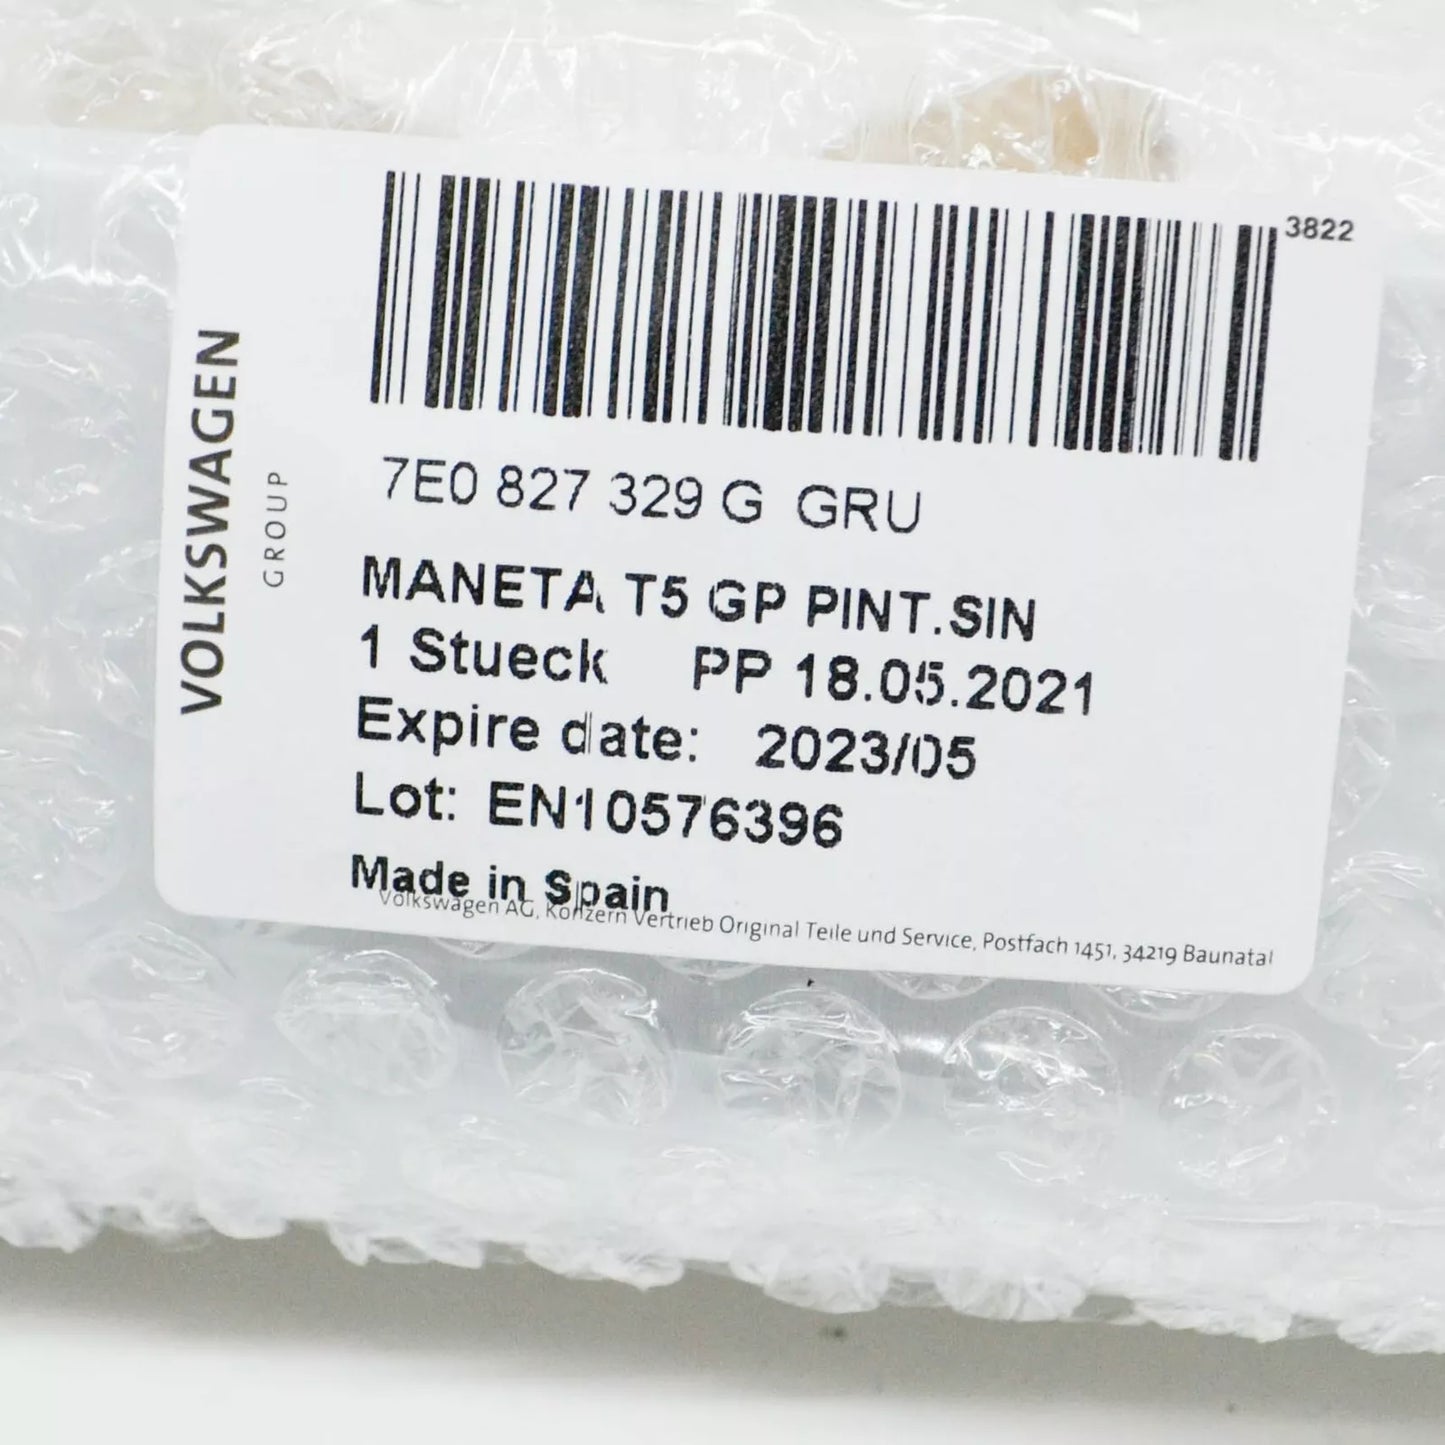 3822
VOLKSWAGEN
GROUP
7E0 827 329 G GRU
MANETA T5 GP PINT.SIN
1 Stueck PP 18.05.2021
Expire date: 2023/05
Lot: EN10576396
Made in Spain
Volkswagen AG, Konzern Vertrieb Original Teile und Service, Postfach 1451, 34219 Baunatal